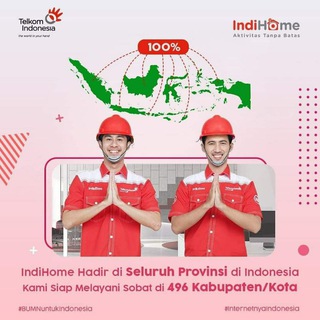 Telkom
Indonesia
the world in your hand
IndiHome
Aktivitas Tanpa Batas
100%
IndiHome Hadir di Seluruh Provinsi di Indonesia
Kami Siap Melayani Sobat di 496 Kabupaten/Kota
#BUMNuntukIndonesia
#InternetnyaIndonesia